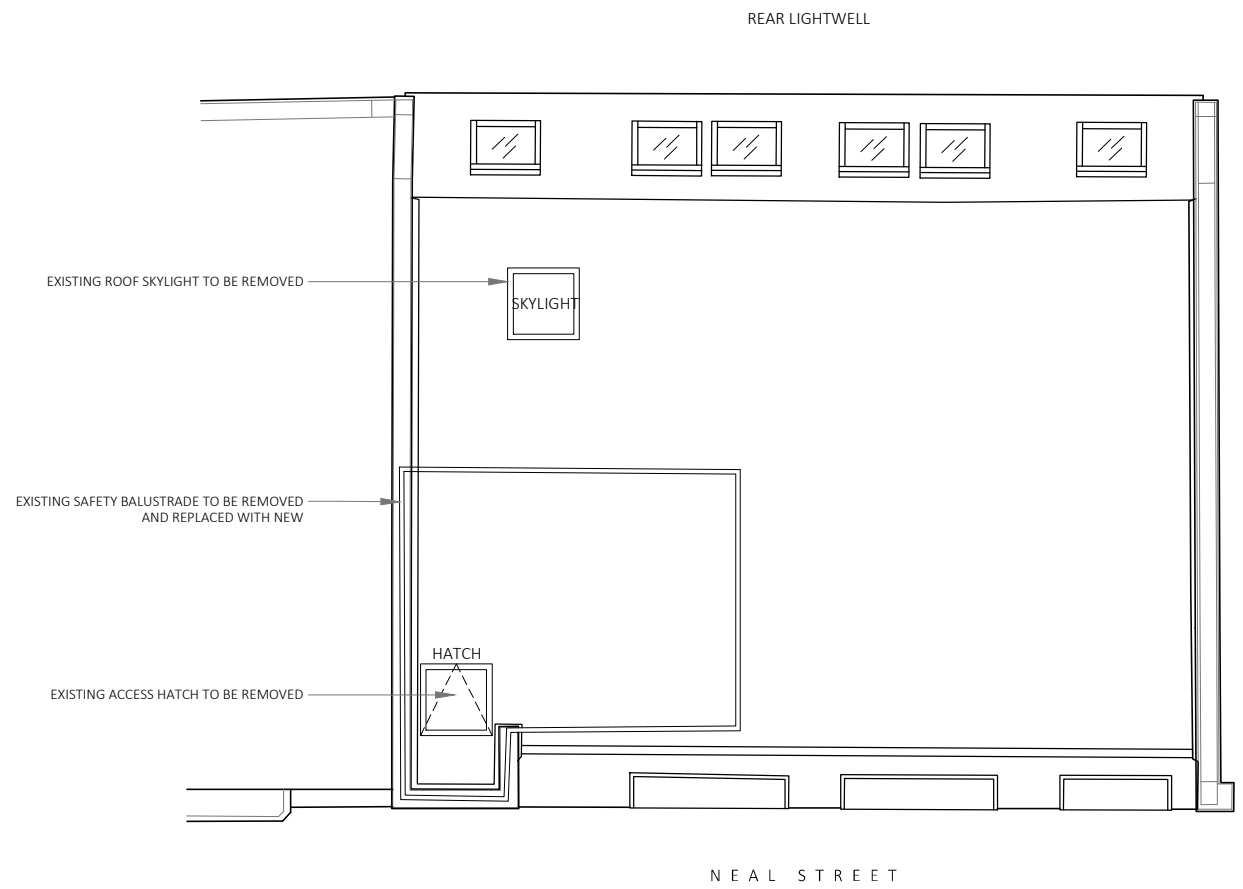 REAR LIGHTWELL
EXISTING ROOF SKYLIGHT TO BE REMOVED
SKYLIGHT
EXISTING SAFETY BALUSTRADE TO BE REMOVED
AND REPLACED WITH NEW
HATCH
EXISTING ACCESS HATCH TO BE REMOVED
NEAL STREET